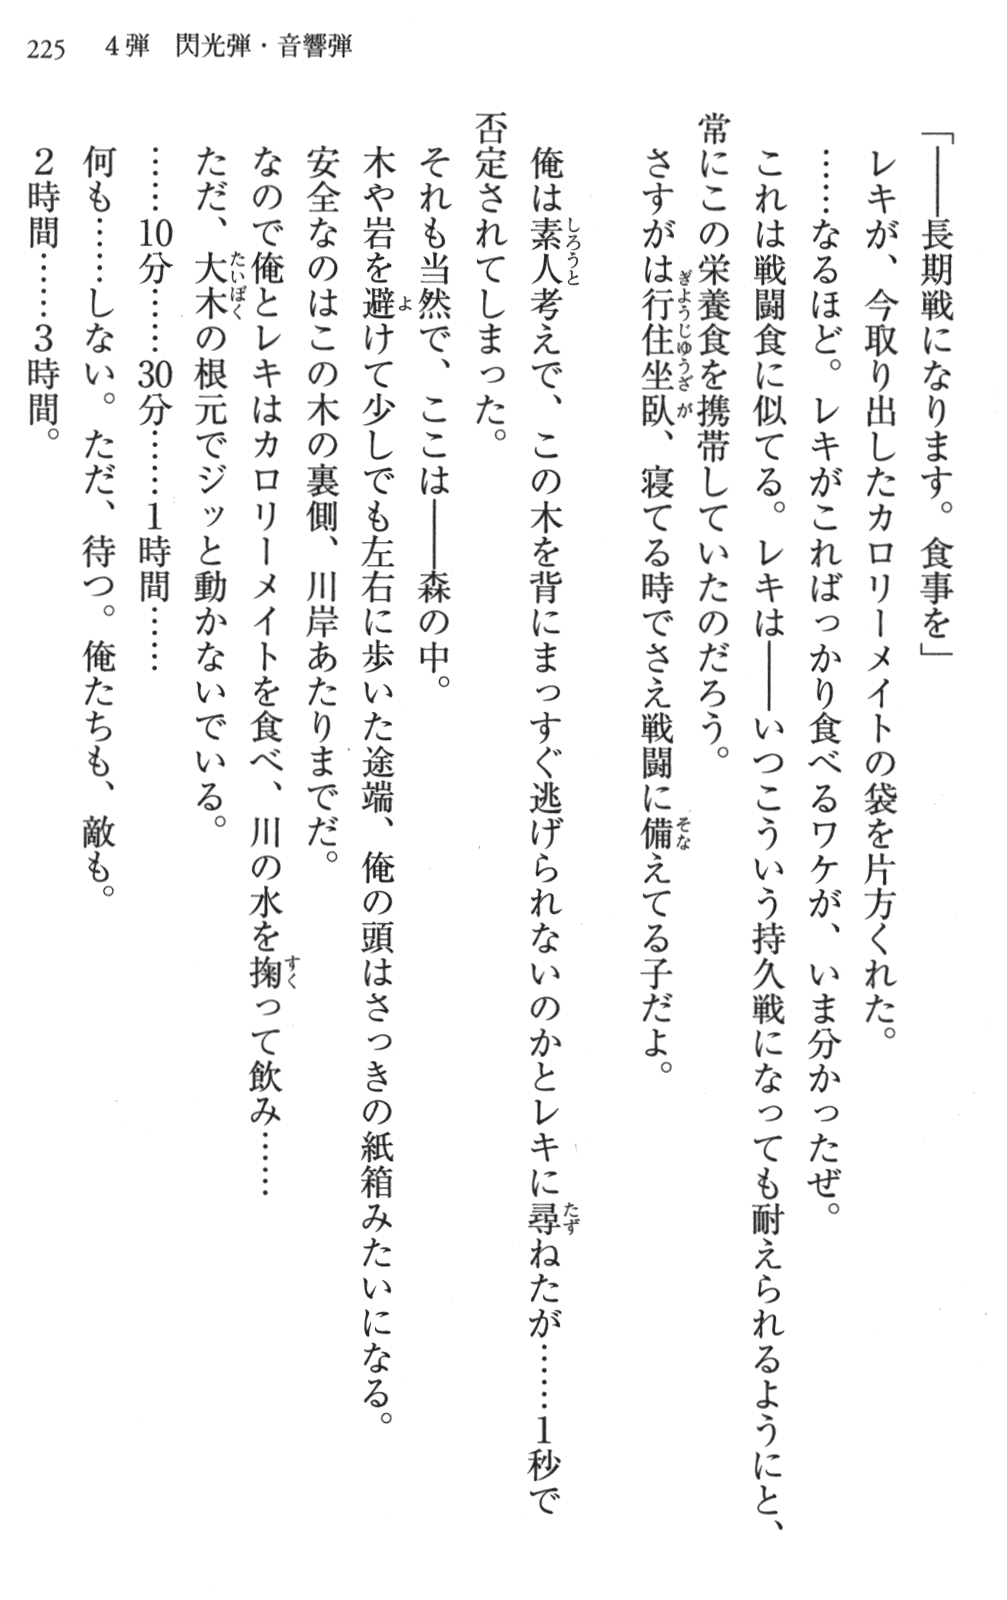 225　４弾　閃光弾・音響弾
「――長期戦になります。食事を」
レキが、今取り出したカロリーメイトの袋を片方くれた。
……なるほど。レキがこればっかり食べるワケが、いま分かったぜ。
これは戦闘食に似てる。レキは――いつこういう持久戦になっても耐えられるようにと、
常にこの栄養食を携帯していたのだろう。
さすがは行住坐臥、寝てる時でさえ戦闘に備えてる子だよ。
俺は素人考えで、この木を背にまっすぐ逃げられないのかとレキに尋ねたが……１秒で
否定されてしまった。
それも当然で、ここは――森の中。
木や岩を避けて少しでも左右に歩いた途端、俺の頭はさっきの紙箱みたいになる。
安全なのはこの木の裏側、川岸あたりまでだ。
なので俺とレキはカロリーメイトを食べ、川の水を掬って飲み……
ただ、大木の根元でジッと動かないでいる。
……10分……30分……１時間……
何も……しない。ただ、待つ。俺たちも、敵も。
２時間……３時間。